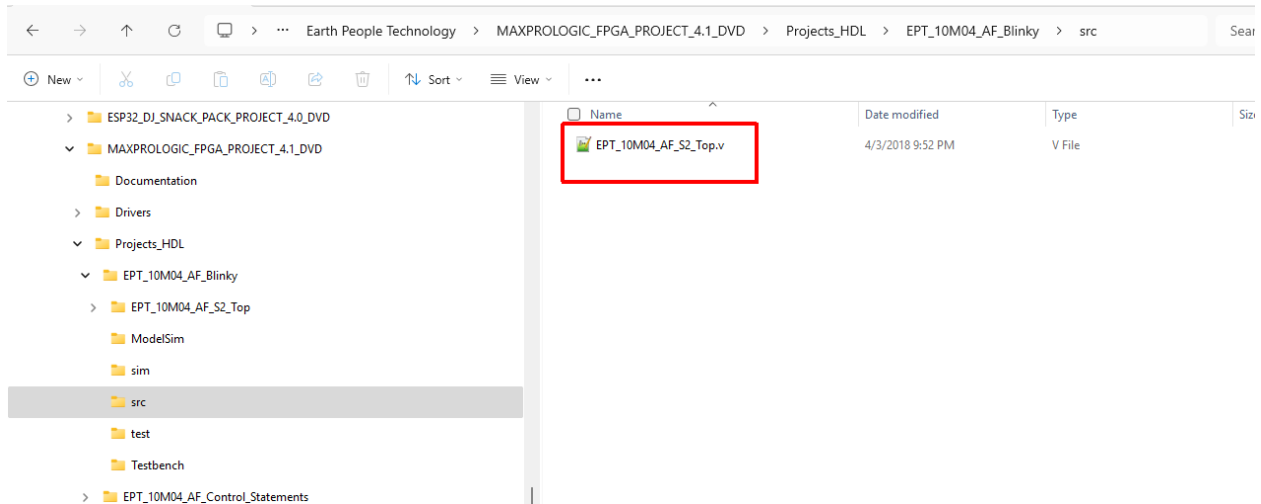 ... Earth People Technology > MAXPROLOGIC_FPGA_PROJECT_4.1_DVD > Projects_HDL > EPT_10M04_AF_Blinky > src
New Sort View ...
Name Date modified Type
ESP32_DJ_SNACK_PACK_PROJECT_4.0_DVD
EPT_10M04_AF_S2_Top.v 4/3/2018 9:52 PM V File
MAXPROLOGIC_FPGA_PROJECT_4.1_DVD
Documentation
Drivers
Projects_HDL
EPT_10M04_AF_Blinky
EPT_10M04_AF_S2_Top
ModelSim
sim
src
test
Testbench
EPT_10M04_AF_Control_Statements